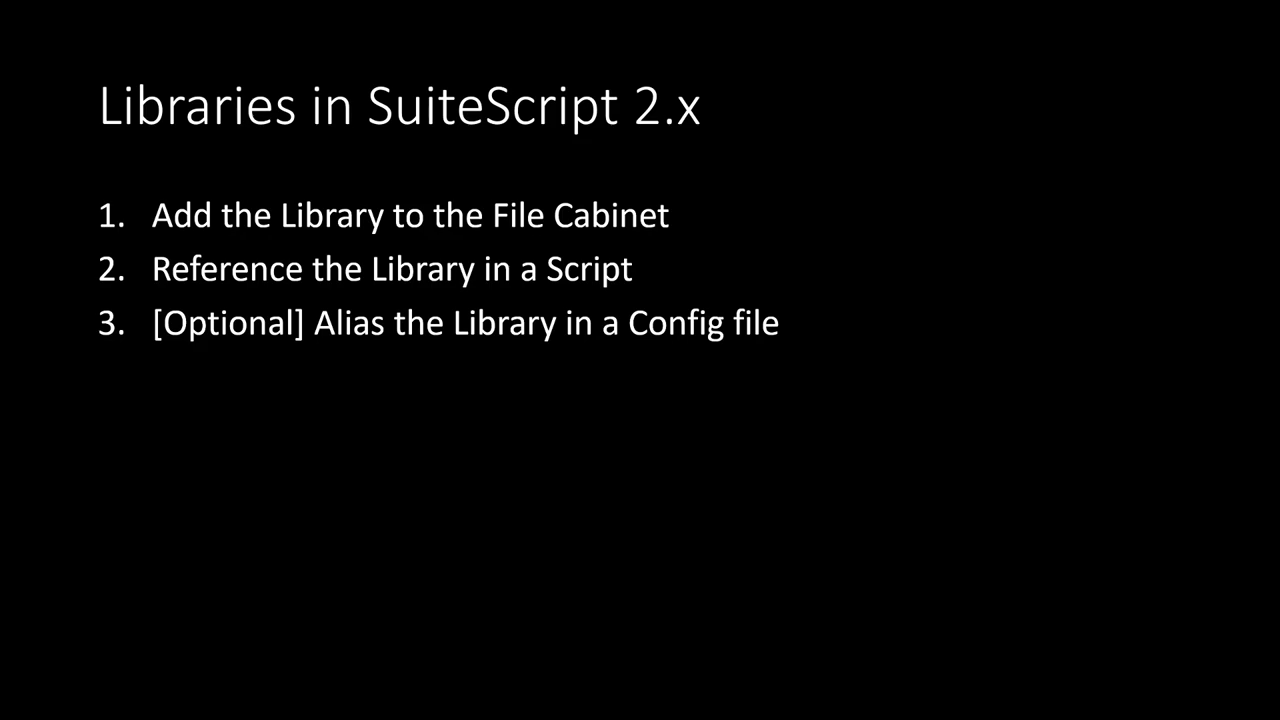 Libraries in SuiteScript 2.x
1. Add the Library to the File Cabinet
2. Reference the Library in a Script
3. [Optional] Alias the Library in a Config file